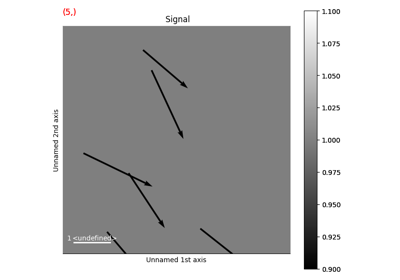 (5,)
Signal
1.100
1.075
1.050
1.025
1.000
0.975
0.950
0.925
0.900
Unnamed 2nd axis
1 <undefined>
Unnamed 1st axis